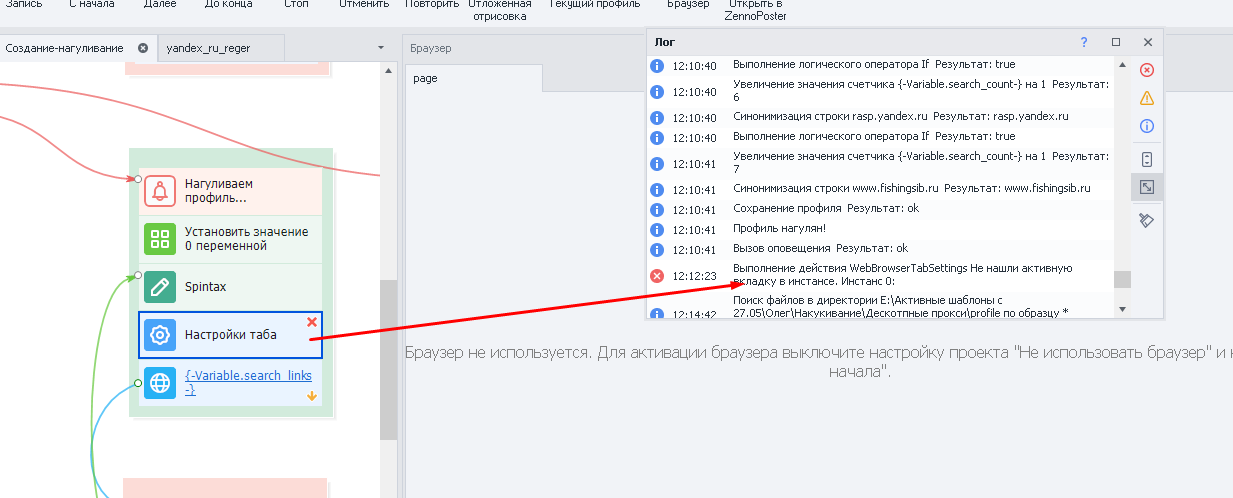 Запись
С начала
Далее
До конца
Стоп
Отменить
Повторить
Отложенная
отрисовка
Текущий профиль
Браузер
Открыть в
ZennoPoster
Создание-нагуливание
yandex_ru_reger
Браузер
page
Нагуливаем
профиль...
Установить значение
0 переменной
Spintax
Настройки таба
{-Variable.search_links
-}
Лог
?
12:10:40 Выполнение логического оператора If Результат: true
12:10:40 Увеличение значения счетчика {-Variable.search_count-} на 1 Результат:
6
12:10:40 Синонимизация строки rasp.yandex.ru Результат: rasp.yandex.ru
12:10:40 Выполнение логического оператора If Результат: true
12:10:41 Увеличение значения счетчика {-Variable.search_count-} на 1 Результат:
7
12:10:41 Синонимизация строки www.fishingsib.ru Результат: www.fishingsib.ru
12:10:41 Сохранение профиля Результат: ok
12:10:41 Профиль нагулян!
12:10:41 Вызов оповещения Результат: ok
12:12:23 Выполнение действия WebBrowserTabSettings Не нашли активную
вкладку в инстансе. Инстанс 0:
12:14:42 Поиск файлов в директории E:\Активные шаблоны с
27.05\Олег\Накукивание\Дескотпные прокси\profile по образцу *
Браузер не используется. Для активации браузера выключите настройку проекта "Не использовать браузер" и
начала".